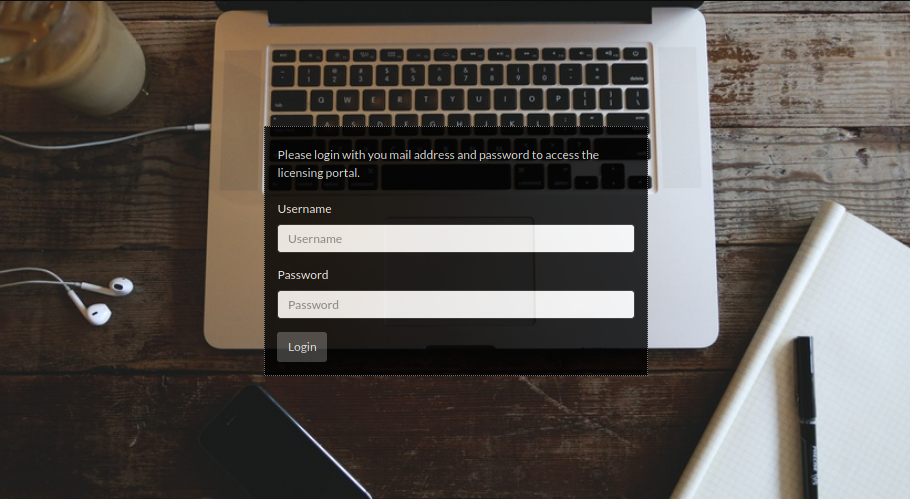 Please login with you mail address and password to access the
licensing portal.
Username
Username
Password
Password
Login